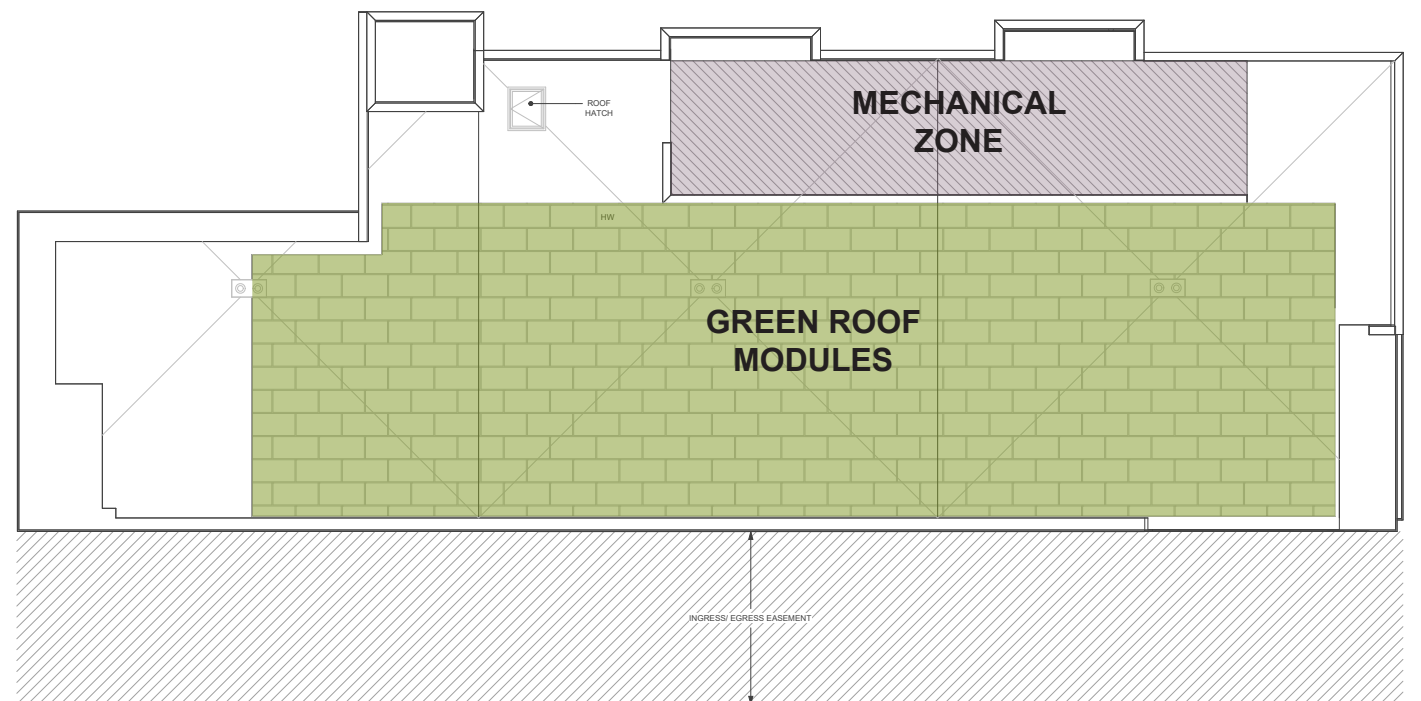 MECHANICAL
ZONE
ROOF
HATCH
HW
GREEN ROOF
MODULES
INGRESS/ EGRESS EASEMENT